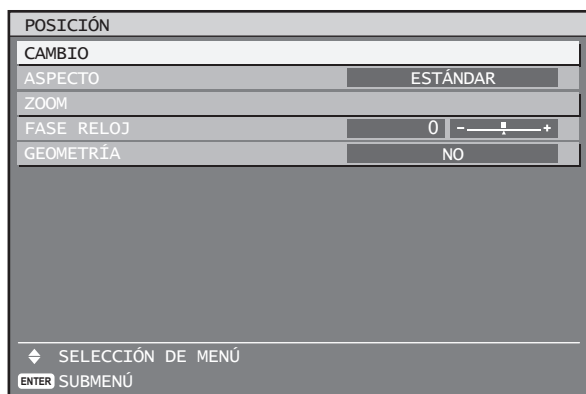 POSICIÓN
CAMBIO
ASPECTO ESTÁNDAR
ZOOM
FASE RELOJ 0 - +
GEOMETRÍA NO
SELECCIÓN DE MENÚ
ENTER SUBMENÚ